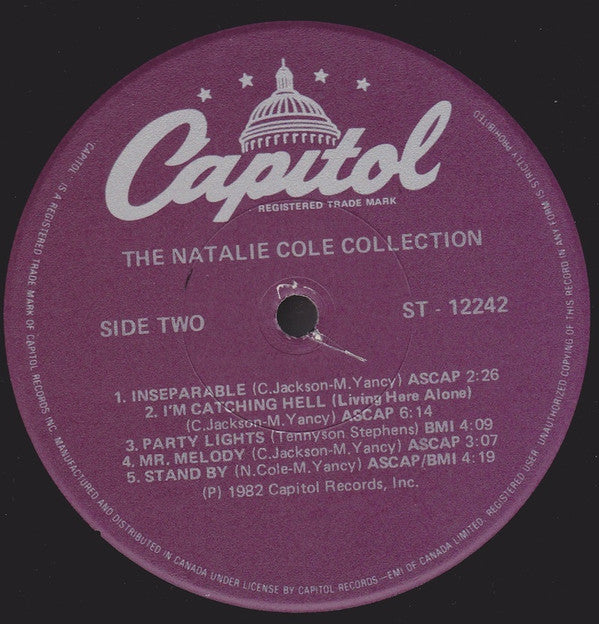 Capitol
REGISTERED TRADE MARK
THE NATALIE COLE COLLECTION
SIDE TWO
ST - 12242
1. INSEPARABLE (C.Jackson-M.Yancy) ASCAP 2:26
2. I'M CATCHING HELL (Living Here Alone)
(C.Jackson-M.Yancy) ASCAP 6:14
3. PARTY LIGHTS (Tennyson Stephens) BMI 4:09
4. MR. MELODY (C.Jackson-M.Yancy) ASCAP 3:07
5. STAND BY (N.Cole-M.Yancy) ASCAP/BMI 4:19
(P) 1982 Capitol Records, Inc.
CAPITOL - IS A REGISTERED TRADE MARK OF CAPITOL RECORDS INC. MANUFACTURED AND DISTRIBUTED IN CANADA UNDER LICENSE BY CAPITOL RECORDS-EMI OF CANADA LIMITED. REGISTERED USER. UNAUTHORIZED COPYING OF THIS RECORD IN ANY FORM IS STRICTLY PROHIBITED